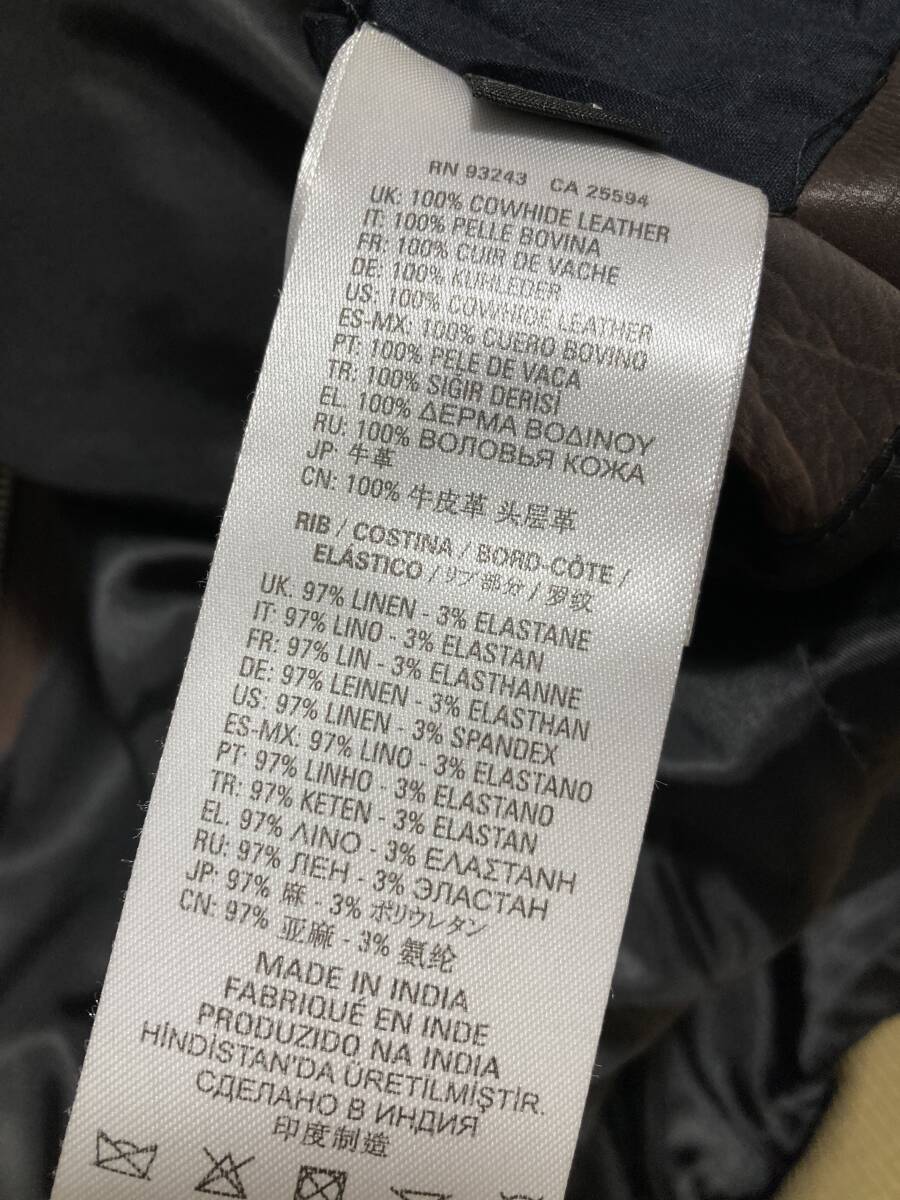 RN 93243 CA 25594
UK: 100% COWHIDE LEATHER
IT: 100% PELLE BOVINA
FR: 100% CUIR DE VACHE
DE: 100% KUHLEDER
US: 100% COWHIDE LEATHER
ES-MX: 100% CUERO BOVINO
PT: 100% PELE DE VACA
TR: 100% SIĞIR DERISİ
EL: 100% ΔΕΡΜΑ ΒΟΔΙΝΟΥ
RU: 100% ВОЛОВЬЯ КОЖА
JP: 牛革
CN: 100% 牛皮革 头层革
RIB / COSTINA / BORD-CÔTE /
ELÁSTICO / リブ部分 / 罗纹
UK: 97% LINEN - 3% ELASTANE
IT: 97% LINO - 3% ELASTAN
FR: 97% LIN - 3% ELASTHANNE
DE: 97% LEINEN - 3% ELASTHAN
US: 97% LINEN - 3% SPANDEX
ES-MX: 97% LINO - 3% ELASTANO
PT: 97% LINHO - 3% ELASTANO
TR: 97% KETEN - 3% ELASTAN
EL: 97% ΛΙΝΟ - 3% ΕΛΑΣΤΑΝΗ
RU: 97% ЛЕН - 3% ЭЛАСТАН
JP: 97% 麻 - 3% ポリウレタン
CN: 97% 亚麻 - 3% 氨纶
MADE IN INDIA
FABRIQUÉ EN INDE
PRODUZIDO NA INDIA
HİNDİSTAN'DA ÜRETILMİŞTİR.
СДЕЛАНО В ИНДИЯ
印度制造